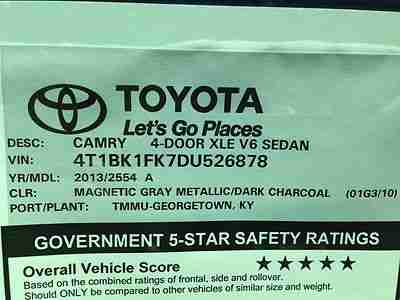 TOYOTA
Let's Go Places
DESC: CAMRY 4-DOOR XLE V6 SEDAN
VIN: 4T1BK1FK7DU526878
YR/MDL: 2013/2554 A
CLR: MAGNETIC GRAY METALLIC/DARK CHARCOAL (01G3/10)
PORT/PLANT: TMMU-GEORGETOWN, KY
GOVERNMENT 5-STAR SAFETY RATINGS
Overall Vehicle Score ★★★★★
Based on the combined ratings of frontal, side and rollover.
Should ONLY be compared to other vehicles of similar size and weight.